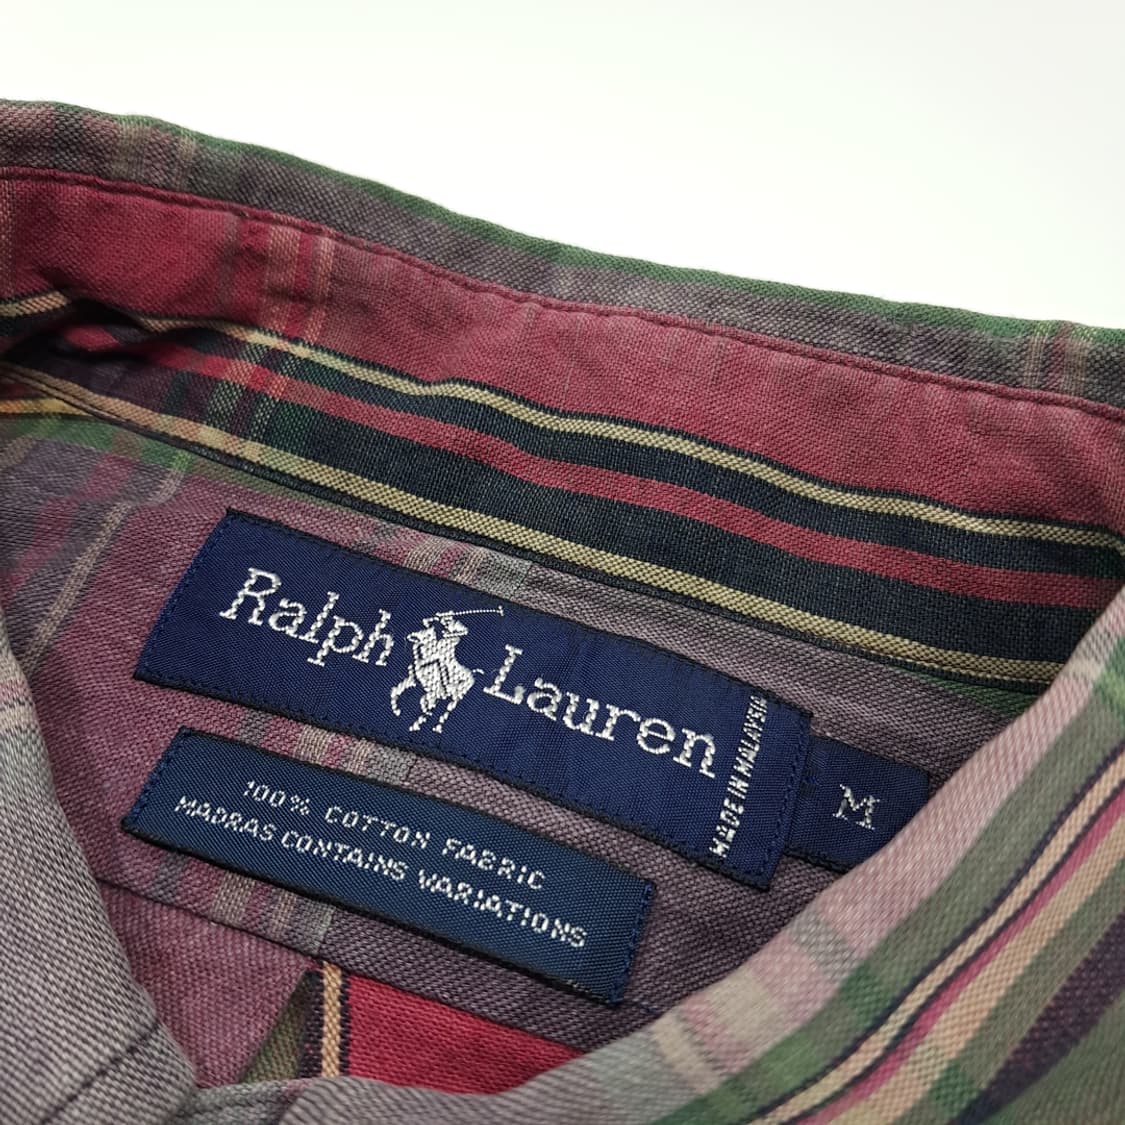 Ralph Lauren
MADE IN MALAYSIA
M
100% COTTON FABRIC
MADRAS CONTAINS VARIATIONS